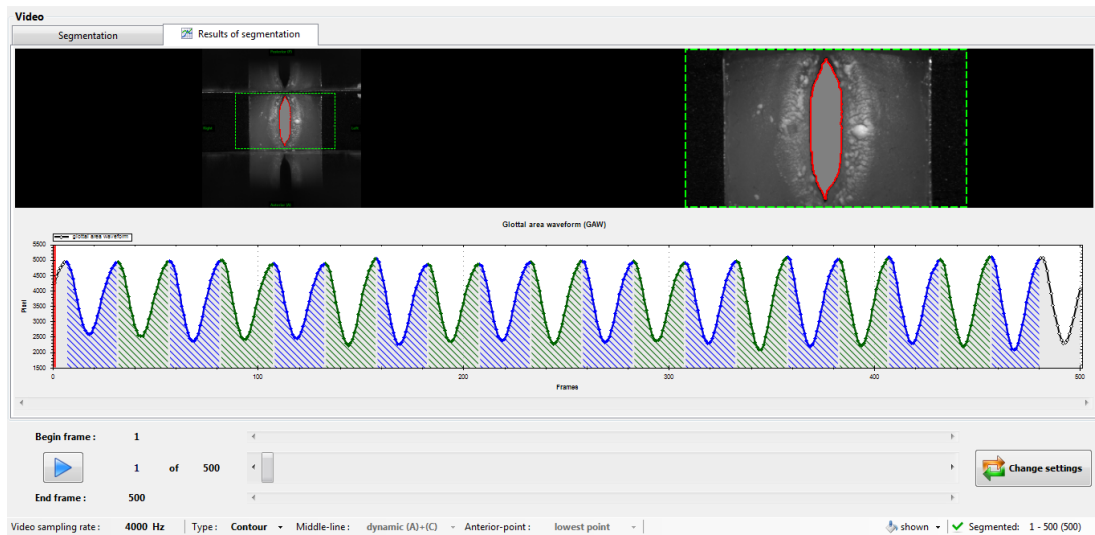 Video
Segmentation
Results of segmentation
Right
Left
Glottal area waveform (GAW)
glottal area waveform
5500
5000
4500
4000
3500
3000
2500
2000
1500
Pixel
0 100 200 300 400 500
Frames
Begin frame : 1
1 of 500
Change settings
End frame : 500
Video sampling rate : 4000 Hz Type : Contour Middle-line : dynamic (A)+(C) Anterior-point : lowest point shown Segmented: 1 - 500 (500)